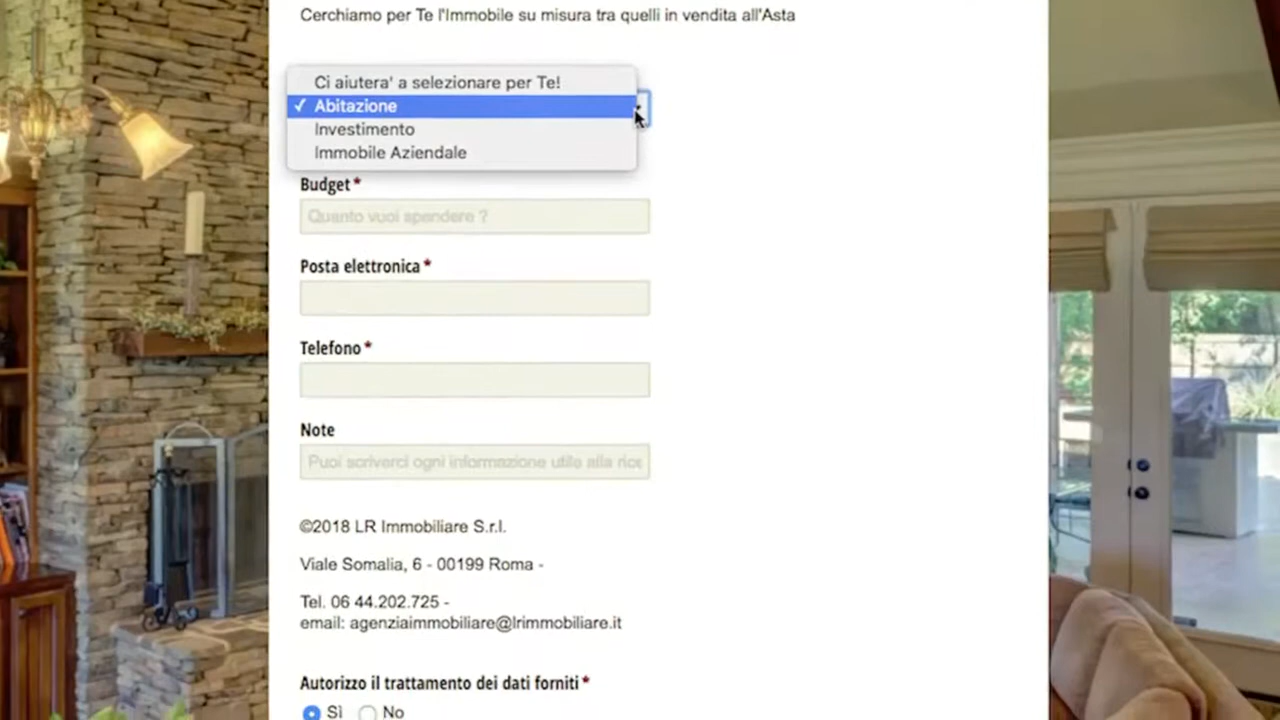 Cerchiamo per Te l'Immobile su misura tra quelli in vendita all'Asta
Ci aiutera' a selezionare per Te!
✓ Abitazione
Investimento
Immobile Aziendale
Budget*
Quanto vuoi spendere ?
Posta elettronica*
Telefono*
Note
Puoi scriverci ogni informazione utile alla rice
©2018 LR Immobiliare S.r.l.
Viale Somalia, 6 - 00199 Roma -
Tel. 06 44.202.725 -
email: agenziaimmobiliare@lrimmobiliare.it
Autorizzo il trattamento dei dati forniti*
Sì No